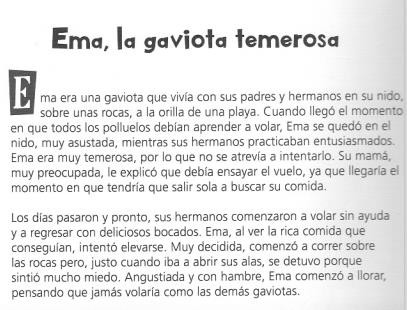 Ema, la gaviota temerosa
Ema era una gaviota que vivía con sus padres y hermanos en su nido,
sobre unas rocas, a la orilla de una playa. Cuando llegó el momento
en que todos los polluelos debían aprender a volar, Ema se quedó en el
nido, muy asustada, mientras sus hermanos practicaban entusiasmados.
Ema era muy temerosa, por lo que no se atrevía a intentarlo. Su mamá,
muy preocupada, le explicó que debía ensayar el vuelo, ya que llegaría el
momento en que tendría que salir sola a buscar su comida.
Los días pasaron y pronto, sus hermanos comenzaron a volar sin ayuda
y a regresar con deliciosos bocados. Ema, al ver la rica comida que
conseguían, intentó elevarse. Muy decidida, comenzó a correr sobre
las rocas pero, justo cuando iba a abrir sus alas, se detuvo porque
sintió mucho miedo. Angustiada y con hambre, Ema comenzó a llorar,
pensando que jamás volaría como las demás gaviotas.